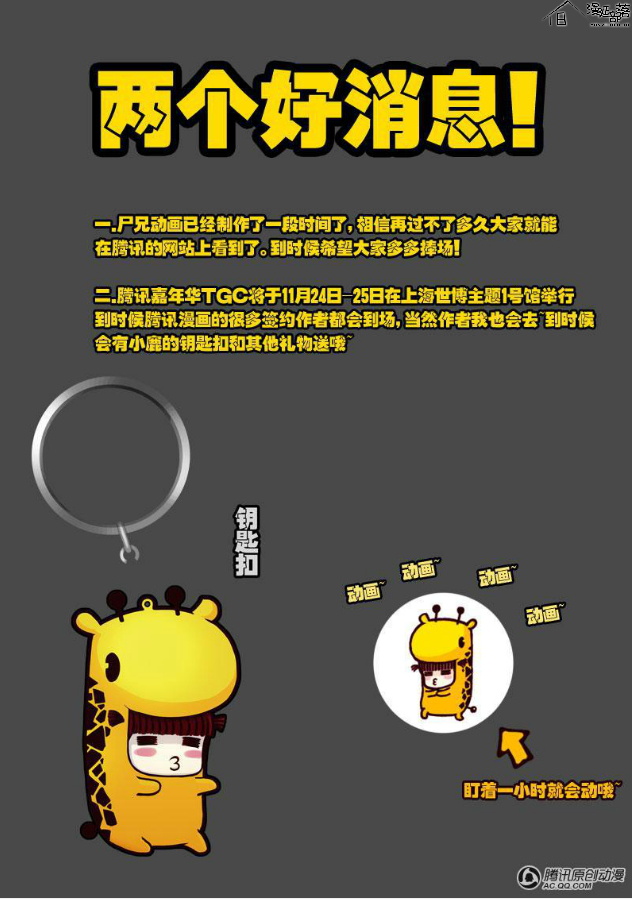 漫画部落
两个好消息!
一.尸兄动画已经制作了一段时间了,相信再过不了多久大家就能
在腾讯的网站上看到了。到时候希望大家多多捧场!
二.腾讯嘉年华TGC将于11月24日-25日在上海世博主题1号馆举行
到时候腾讯漫画的很多签约作者都会到场,当然作者我也会去~到时候
会有小鹿的钥匙扣和其他礼物送哦~
钥匙扣
动画~
动画~
动画~
动画~
盯着一小时就会动哦~
腾讯原创动漫
AC.QQ.COM